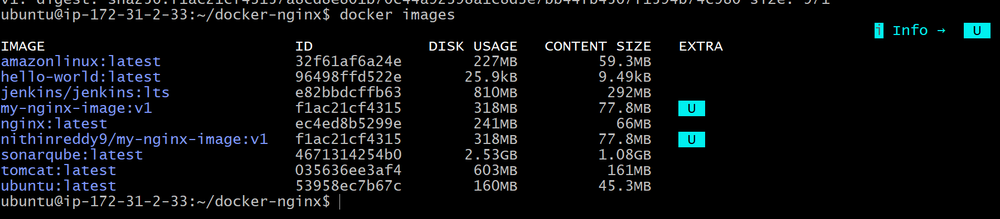 ubuntu@ip-172-31-2-33:~/docker-nginx$ docker images
i Info → U
IMAGE ID DISK USAGE CONTENT SIZE EXTRA
amazonlinux:latest 32f61af6a24e 227MB 59.3MB
hello-world:latest 96498ffd522e 25.9kB 9.49kB
jenkins/jenkins:lts e82bbdcffb63 810MB 292MB
my-nginx-image:v1 f1ac21cf4315 318MB 77.8MB U
nginx:latest ec4ed8b5299e 241MB 66MB
nithinreddy9/my-nginx-image:v1 f1ac21cf4315 318MB 77.8MB U
sonarqube:latest 4671314254b0 2.53GB 1.08GB
tomcat:latest 035636ee3af4 603MB 161MB
ubuntu:latest 53958ec7b67c 160MB 45.3MB
ubuntu@ip-172-31-2-33:~/docker-nginx$